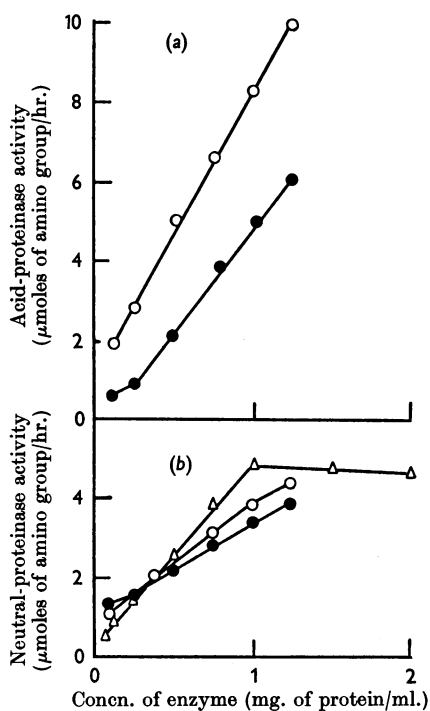 (a)
Acid-proteinase activity
(μmoles of amino group/hr.)
10
8
6
4
2
0
(b)
Neutral-proteinase activity
(μmoles of amino group/hr.)
4
2
0
0
1
2
Concn. of enzyme (mg. of protein/ml.)